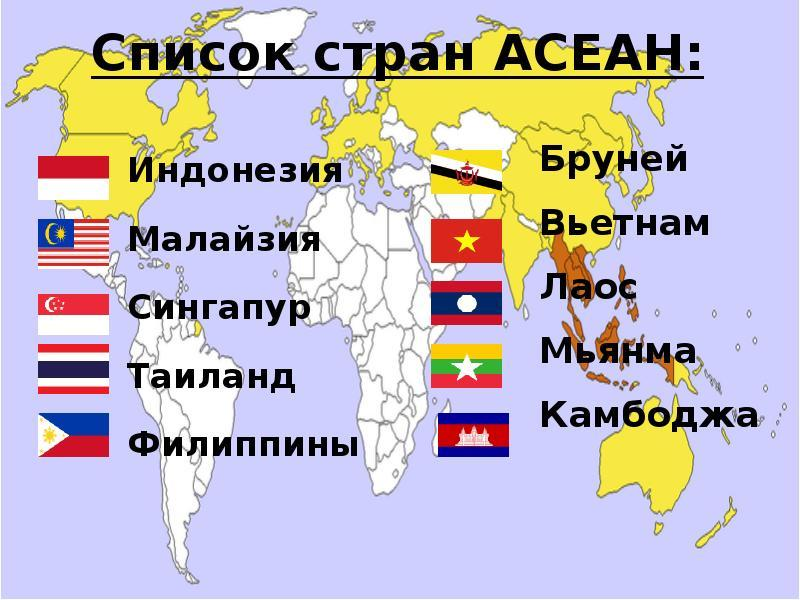 Список стран АСЕАН:
Индонезия
Малайзия
Сингапур
Таиланд
Филиппины
Бруней
Вьетнам
Лаос
Мьянма
Камбоджа